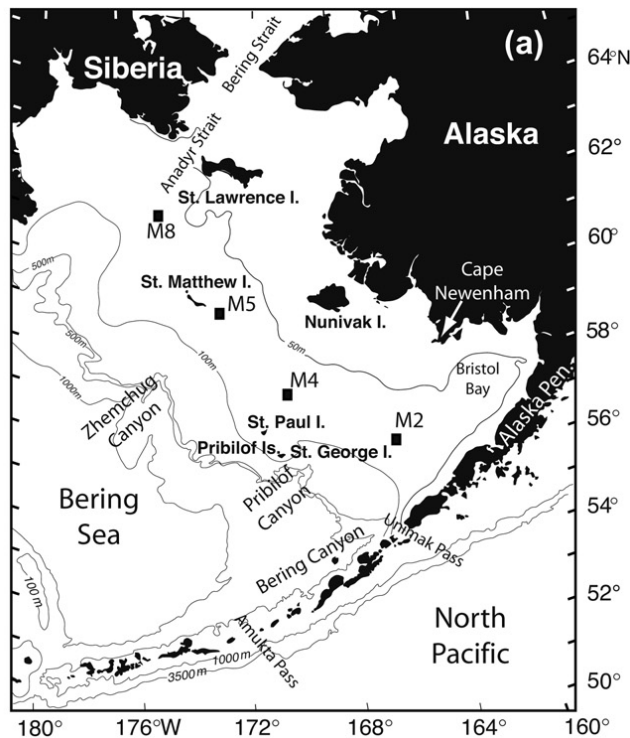 (a)
64°N
Siberia
Bering Strait
Alaska
62°
Anadyr Strait
St. Lawrence I.
M8
60°
500m
St. Matthew I.
M5
Cape
Newenham
Nunivak I.
58°
500m
100m
50m
1000m
Bristol
Bay
Alaska Pen.
M4
Zhemchug
Canyon
56°
St. Paul I.
M2
Pribilof Is.
St. George I.
Pribilof
Canyon
Bering
Sea
54°
Unimak Pass
Bering Canyon
100 m
52°
Amukta Pass
North
Pacific
1000m
3500m
50°
180°
176°W
172°
168°
164°
160°